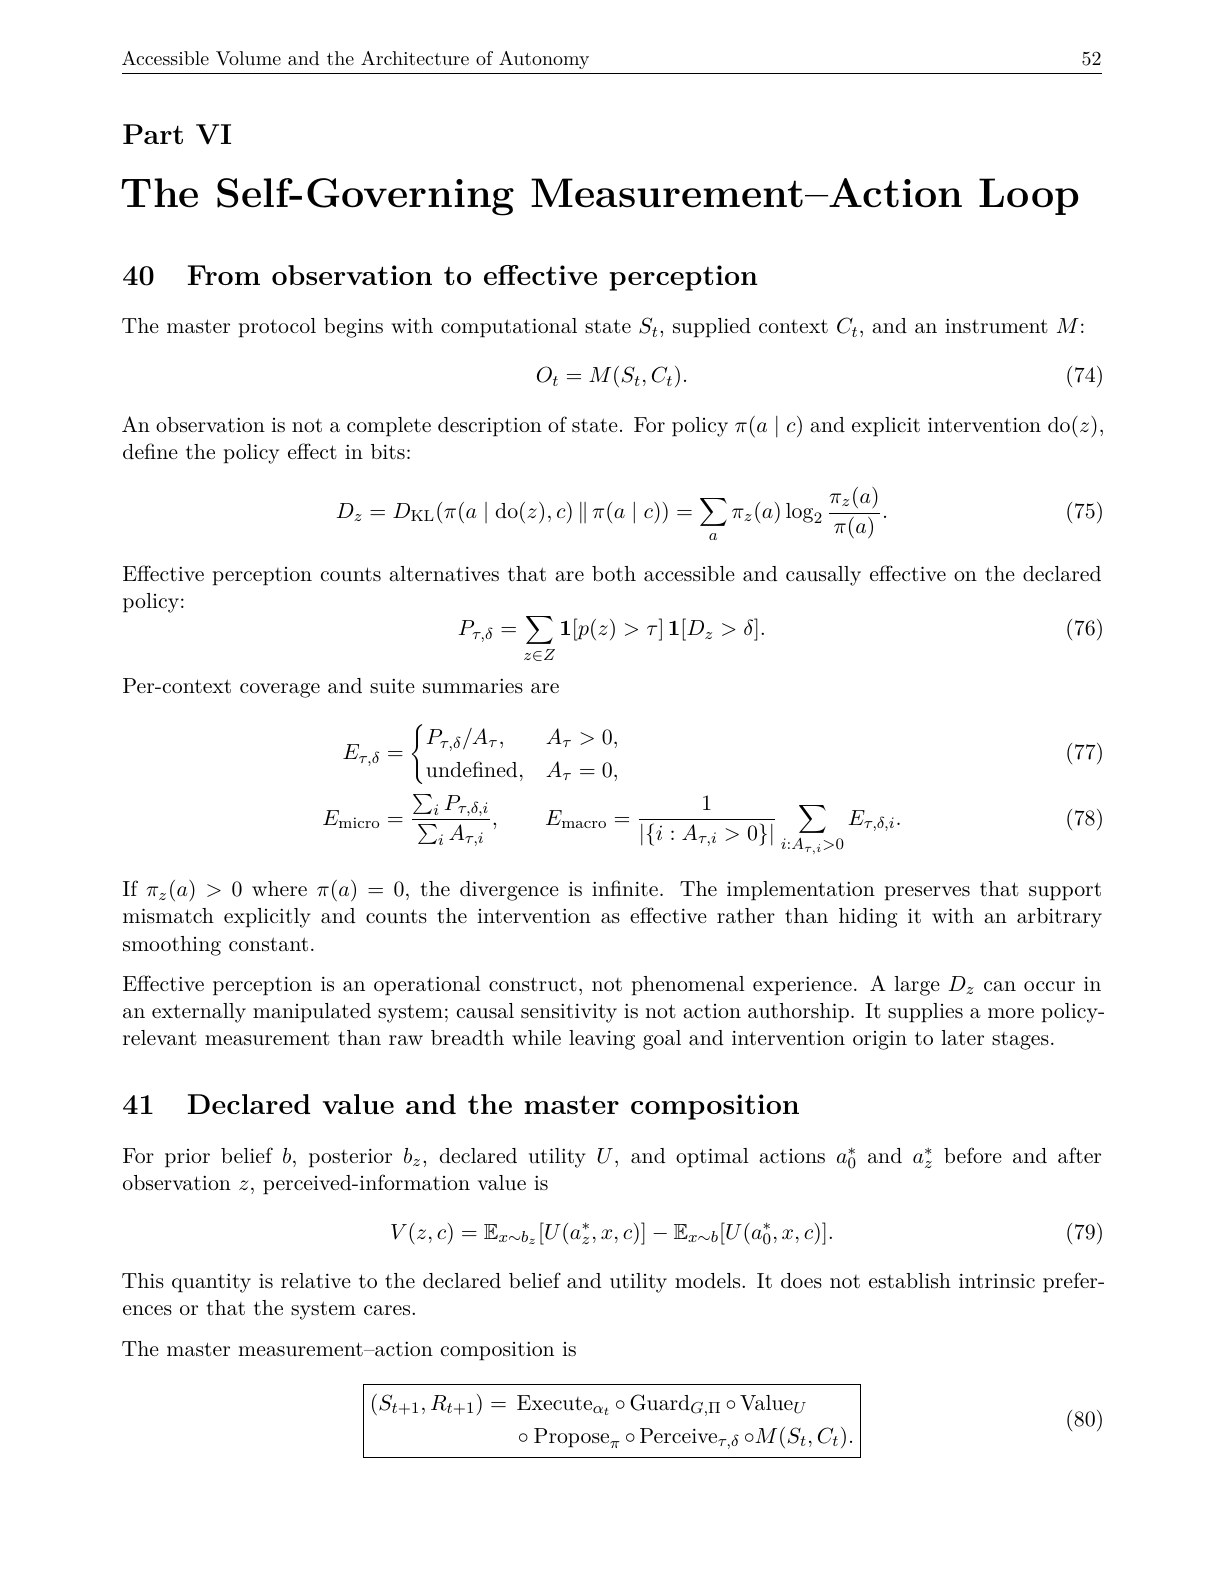 Accessible Volume and the Architecture of Autonomy 52
Part VI
The Self-Governing Measurement–Action Loop
40 From observation to effective perception
The master protocol begins with computational state S_t, supplied context C_t, and an instrument M:
O_t = M(S_t, C_t). (74)
An observation is not a complete description of state. For policy π(a | c) and explicit intervention do(z),
define the policy effect in bits:
D_z = D_KL(π(a | do(z), c) ∥ π(a | c)) = ∑_a π_z(a) log_2 π_z(a)/π(a). (75)
Effective perception counts alternatives that are both accessible and causally effective on the declared
policy:
P_{τ,δ} = ∑_{z∈Z} 1[p(z) > τ] 1[D_z > δ]. (76)
Per-context coverage and suite summaries are
E_{τ,δ} = { P_{τ,δ}/A_τ, A_τ > 0,
undefined, A_τ = 0, (77)
E_micro = ∑_i P_{τ,δ,i} / ∑_i A_{τ,i}, E_macro = 1/|{i : A_{τ,i} > 0}| ∑_{i:A_{τ,i}>0} E_{τ,δ,i}. (78)
If π_z(a) > 0 where π(a) = 0, the divergence is infinite. The implementation preserves that support
mismatch explicitly and counts the intervention as effective rather than hiding it with an arbitrary
smoothing constant.
Effective perception is an operational construct, not phenomenal experience. A large D_z can occur in
an externally manipulated system; causal sensitivity is not action authorship. It supplies a more policy-
relevant measurement than raw breadth while leaving goal and intervention origin to later stages.
41 Declared value and the master composition
For prior belief b, posterior b_z, declared utility U, and optimal actions a*_0 and a*_z before and after
observation z, perceived-information value is
V(z, c) = 𝔼_{x∼b_z}[U(a*_z, x, c)] − 𝔼_{x∼b}[U(a*_0, x, c)]. (79)
This quantity is relative to the declared belief and utility models. It does not establish intrinsic prefer-
ences or that the system cares.
The master measurement–action composition is
(S_{t+1}, R_{t+1}) = Execute_{α_t} ∘ Guard_{G,Π} ∘ Value_U
∘ Propose_π ∘ Perceive_{τ,δ} ∘M(S_t, C_t). (80)